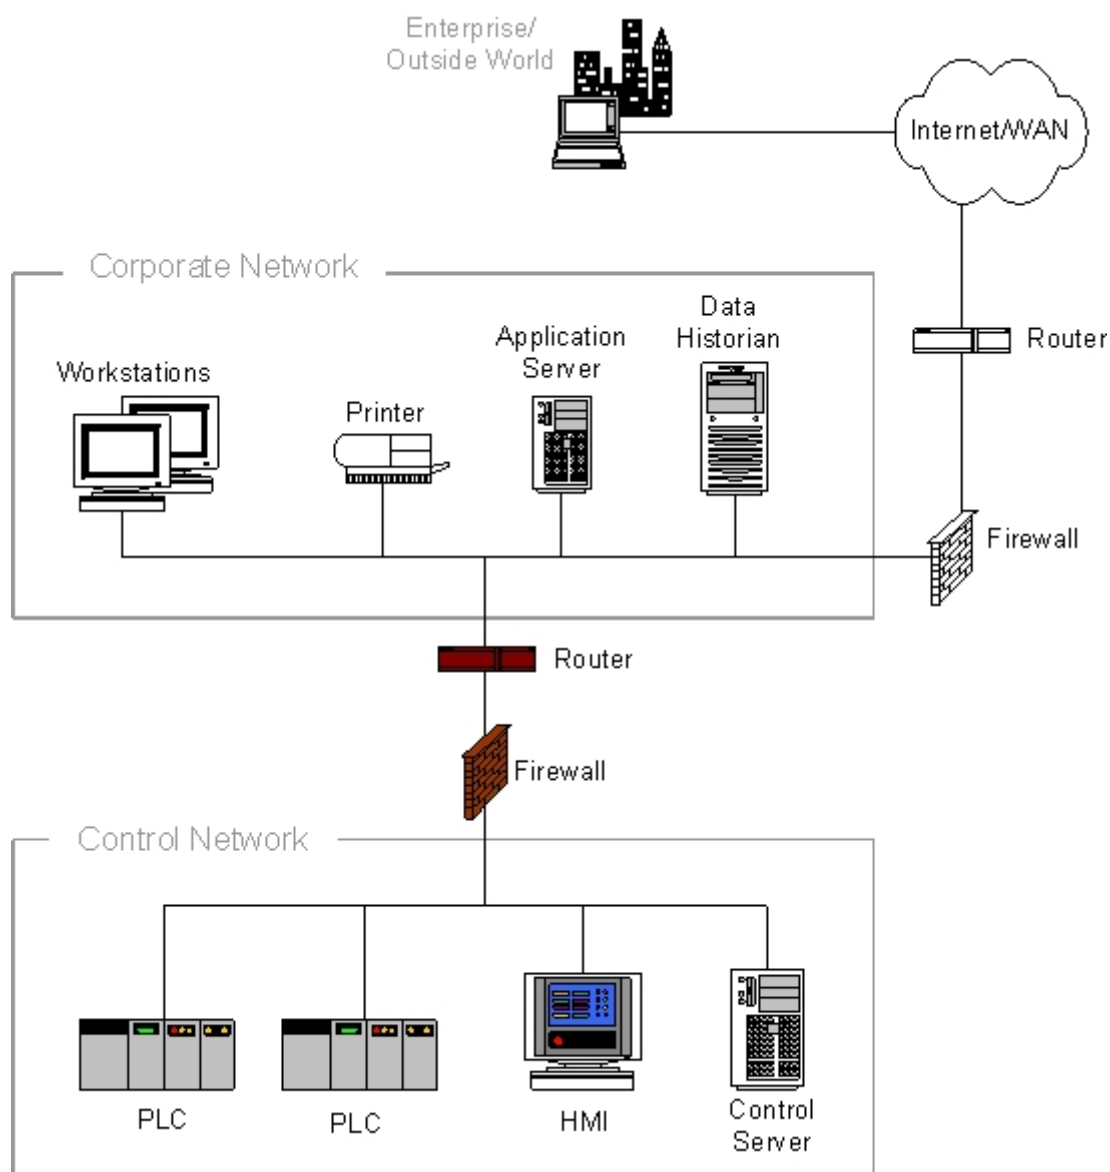 Enterprise/
Outside World
Internet/WAN
Corporate Network
Data
Historian
Application
Server
Router
Workstations
Printer
Firewall
Router
Firewall
Control Network
PLC
PLC
HMI
Control
Server